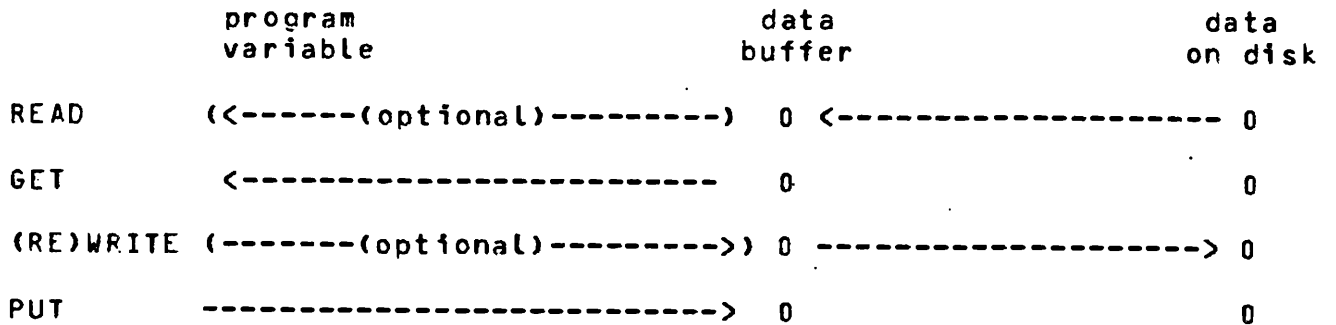 program data data
variable buffer on disk
READ (<------(optional)---------) 0 <-------------------- 0
GET <------------------------- 0 0
(RE)WRITE (-------(optional)--------->) 0 --------------------> 0
PUT ---------------------------> 0 0